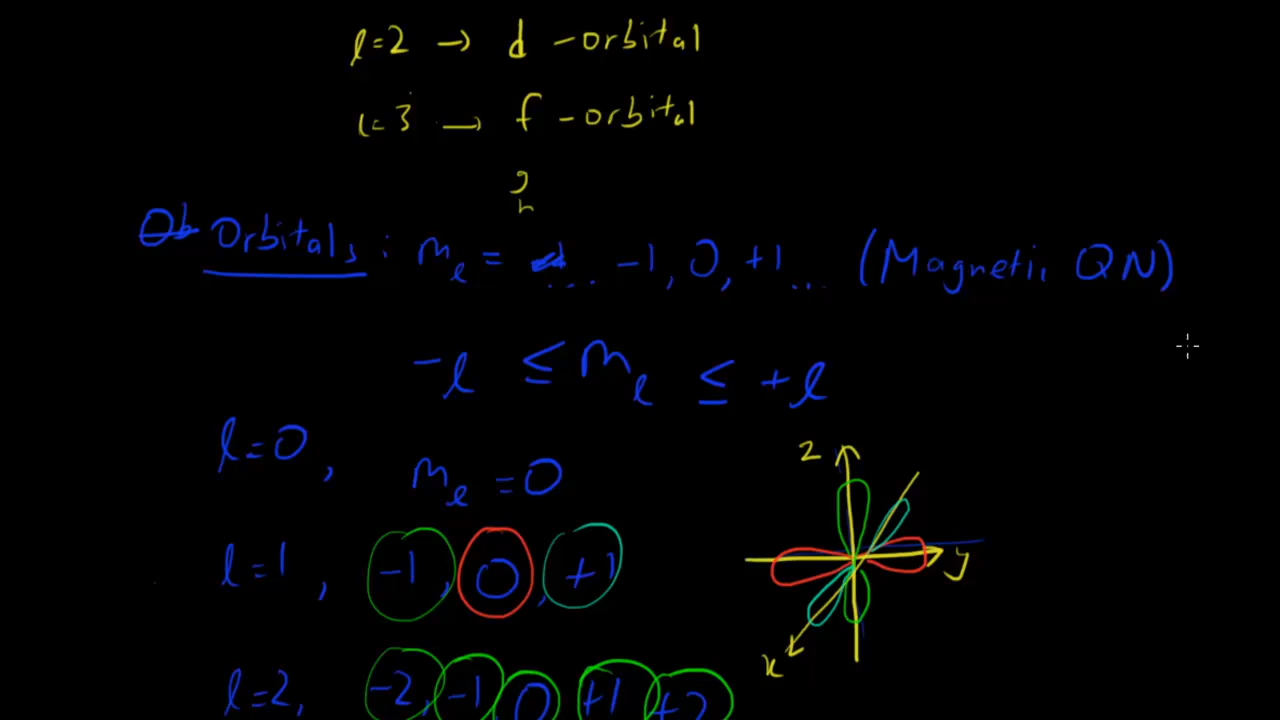 l=2 → d -orbital
l=3 → f -orbital
g
h
Ob Orbitals : mₗ = ... -1, 0, +1 ... (Magnetic QN)
-l ≤ mₗ ≤ +l
l=0, mₗ = 0
z
l=1, -1, 0, +1
y
x
l=2, -2, -1, 0, +1, +2